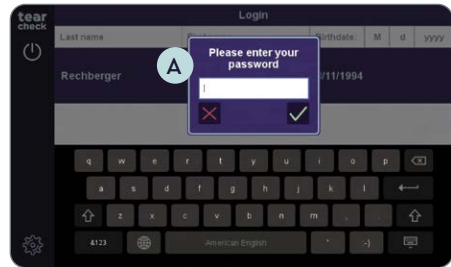 tear
check
Login
Last name
Birthdate: M d yyyy
Please enter your
password
A
Rechberger
/11/1994
q w e r t y u i o p
a s d f g h j k l
z x c v b n m , .
&123
American English
' :-)